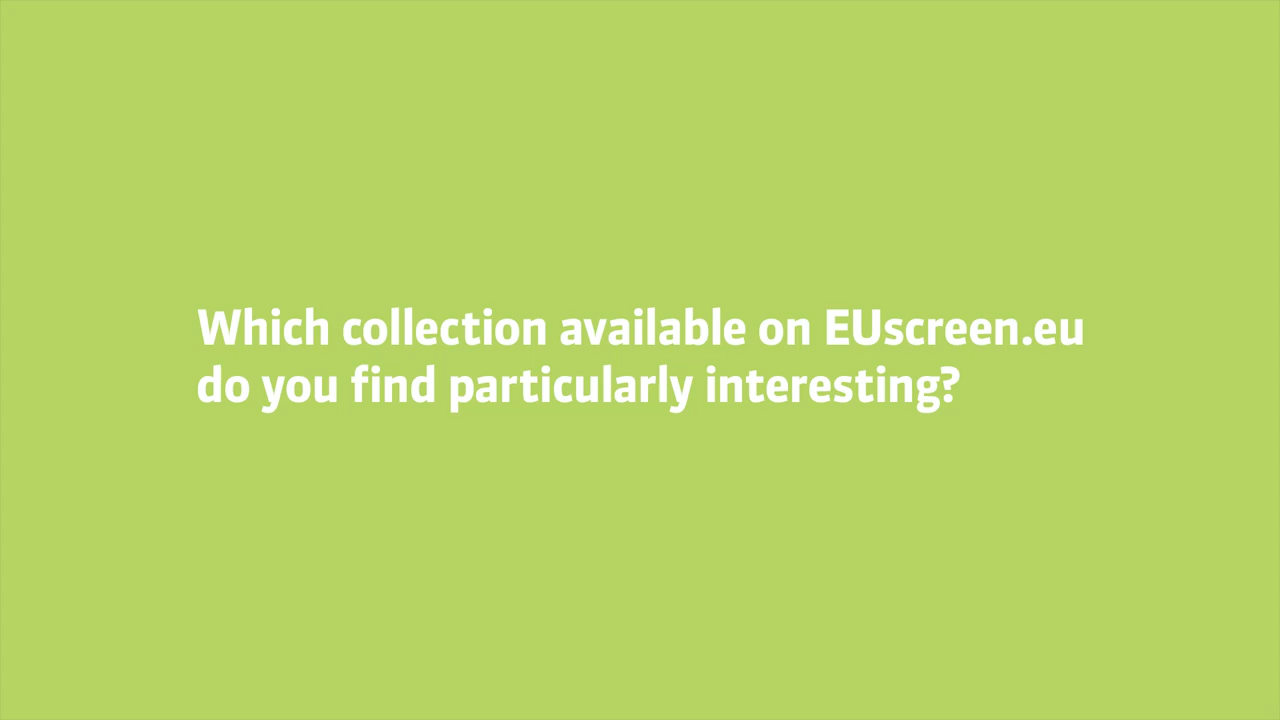 Which collection available on EUscreen.eu
do you find particularly interesting?